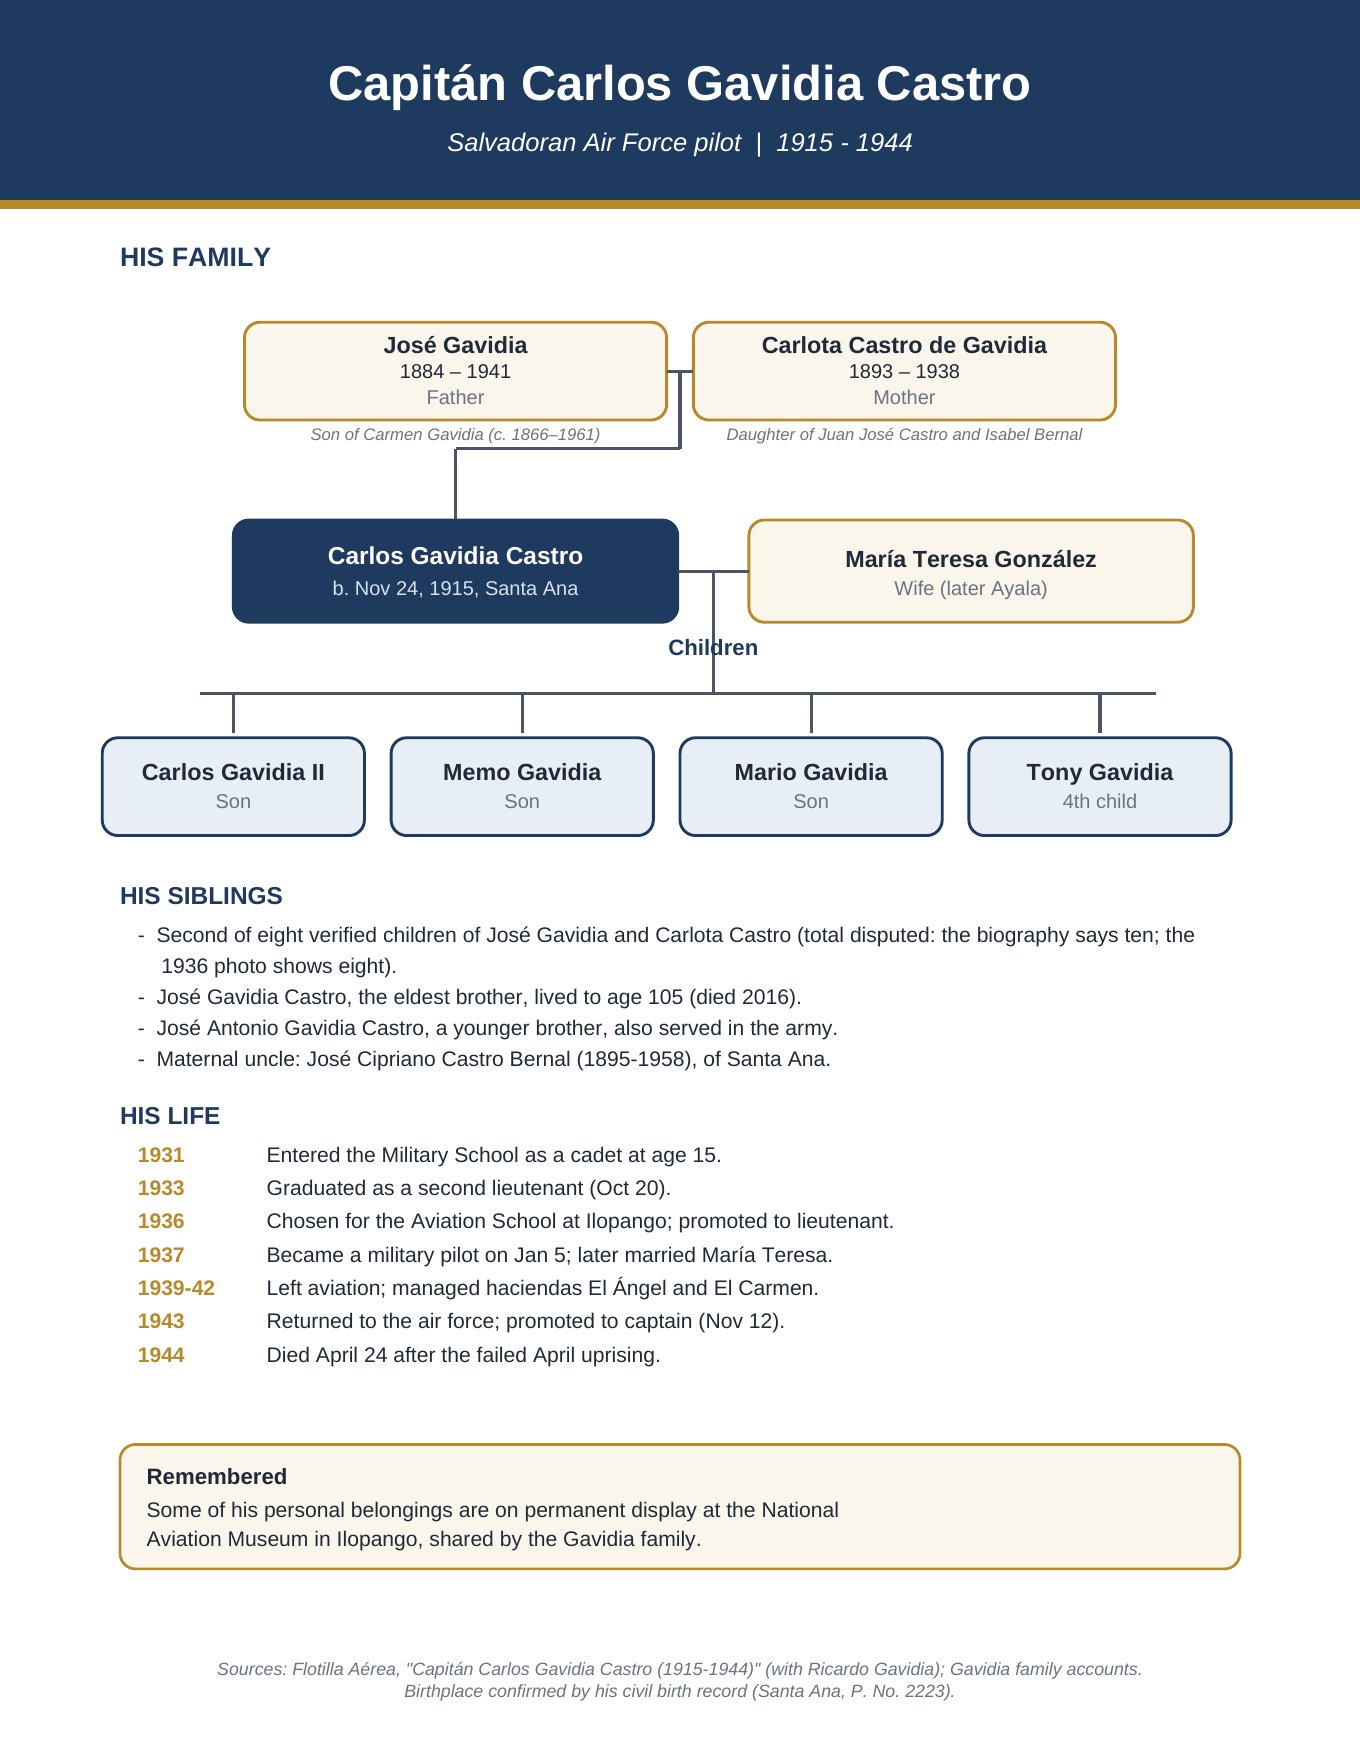 Capitán Carlos Gavidia Castro
Salvadoran Air Force pilot | 1915 - 1944
HIS FAMILY
José Gavidia
1884 – 1941
Father
Carlota Castro de Gavidia
1893 – 1938
Mother
Son of Carmen Gavidia (c. 1866–1961)
Daughter of Juan José Castro and Isabel Bernal
Carlos Gavidia Castro
b. Nov 24, 1915, Santa Ana
María Teresa González
Wife (later Ayala)
Children
Carlos Gavidia II
Son
Memo Gavidia
Son
Mario Gavidia
Son
Tony Gavidia
4th child
HIS SIBLINGS
- Second of eight verified children of José Gavidia and Carlota Castro (total disputed: the biography says ten; the
1936 photo shows eight).
- José Gavidia Castro, the eldest brother, lived to age 105 (died 2016).
- José Antonio Gavidia Castro, a younger brother, also served in the army.
- Maternal uncle: José Cipriano Castro Bernal (1895-1958), of Santa Ana.
HIS LIFE
1931 Entered the Military School as a cadet at age 15.
1933 Graduated as a second lieutenant (Oct 20).
1936 Chosen for the Aviation School at Ilopango; promoted to lieutenant.
1937 Became a military pilot on Jan 5; later married María Teresa.
1939-42 Left aviation; managed haciendas El Ángel and El Carmen.
1943 Returned to the air force; promoted to captain (Nov 12).
1944 Died April 24 after the failed April uprising.
Remembered
Some of his personal belongings are on permanent display at the National
Aviation Museum in Ilopango, shared by the Gavidia family.
Sources: Flotilla Aérea, "Capitán Carlos Gavidia Castro (1915-1944)" (with Ricardo Gavidia); Gavidia family accounts.
Birthplace confirmed by his civil birth record (Santa Ana, P. No. 2223).